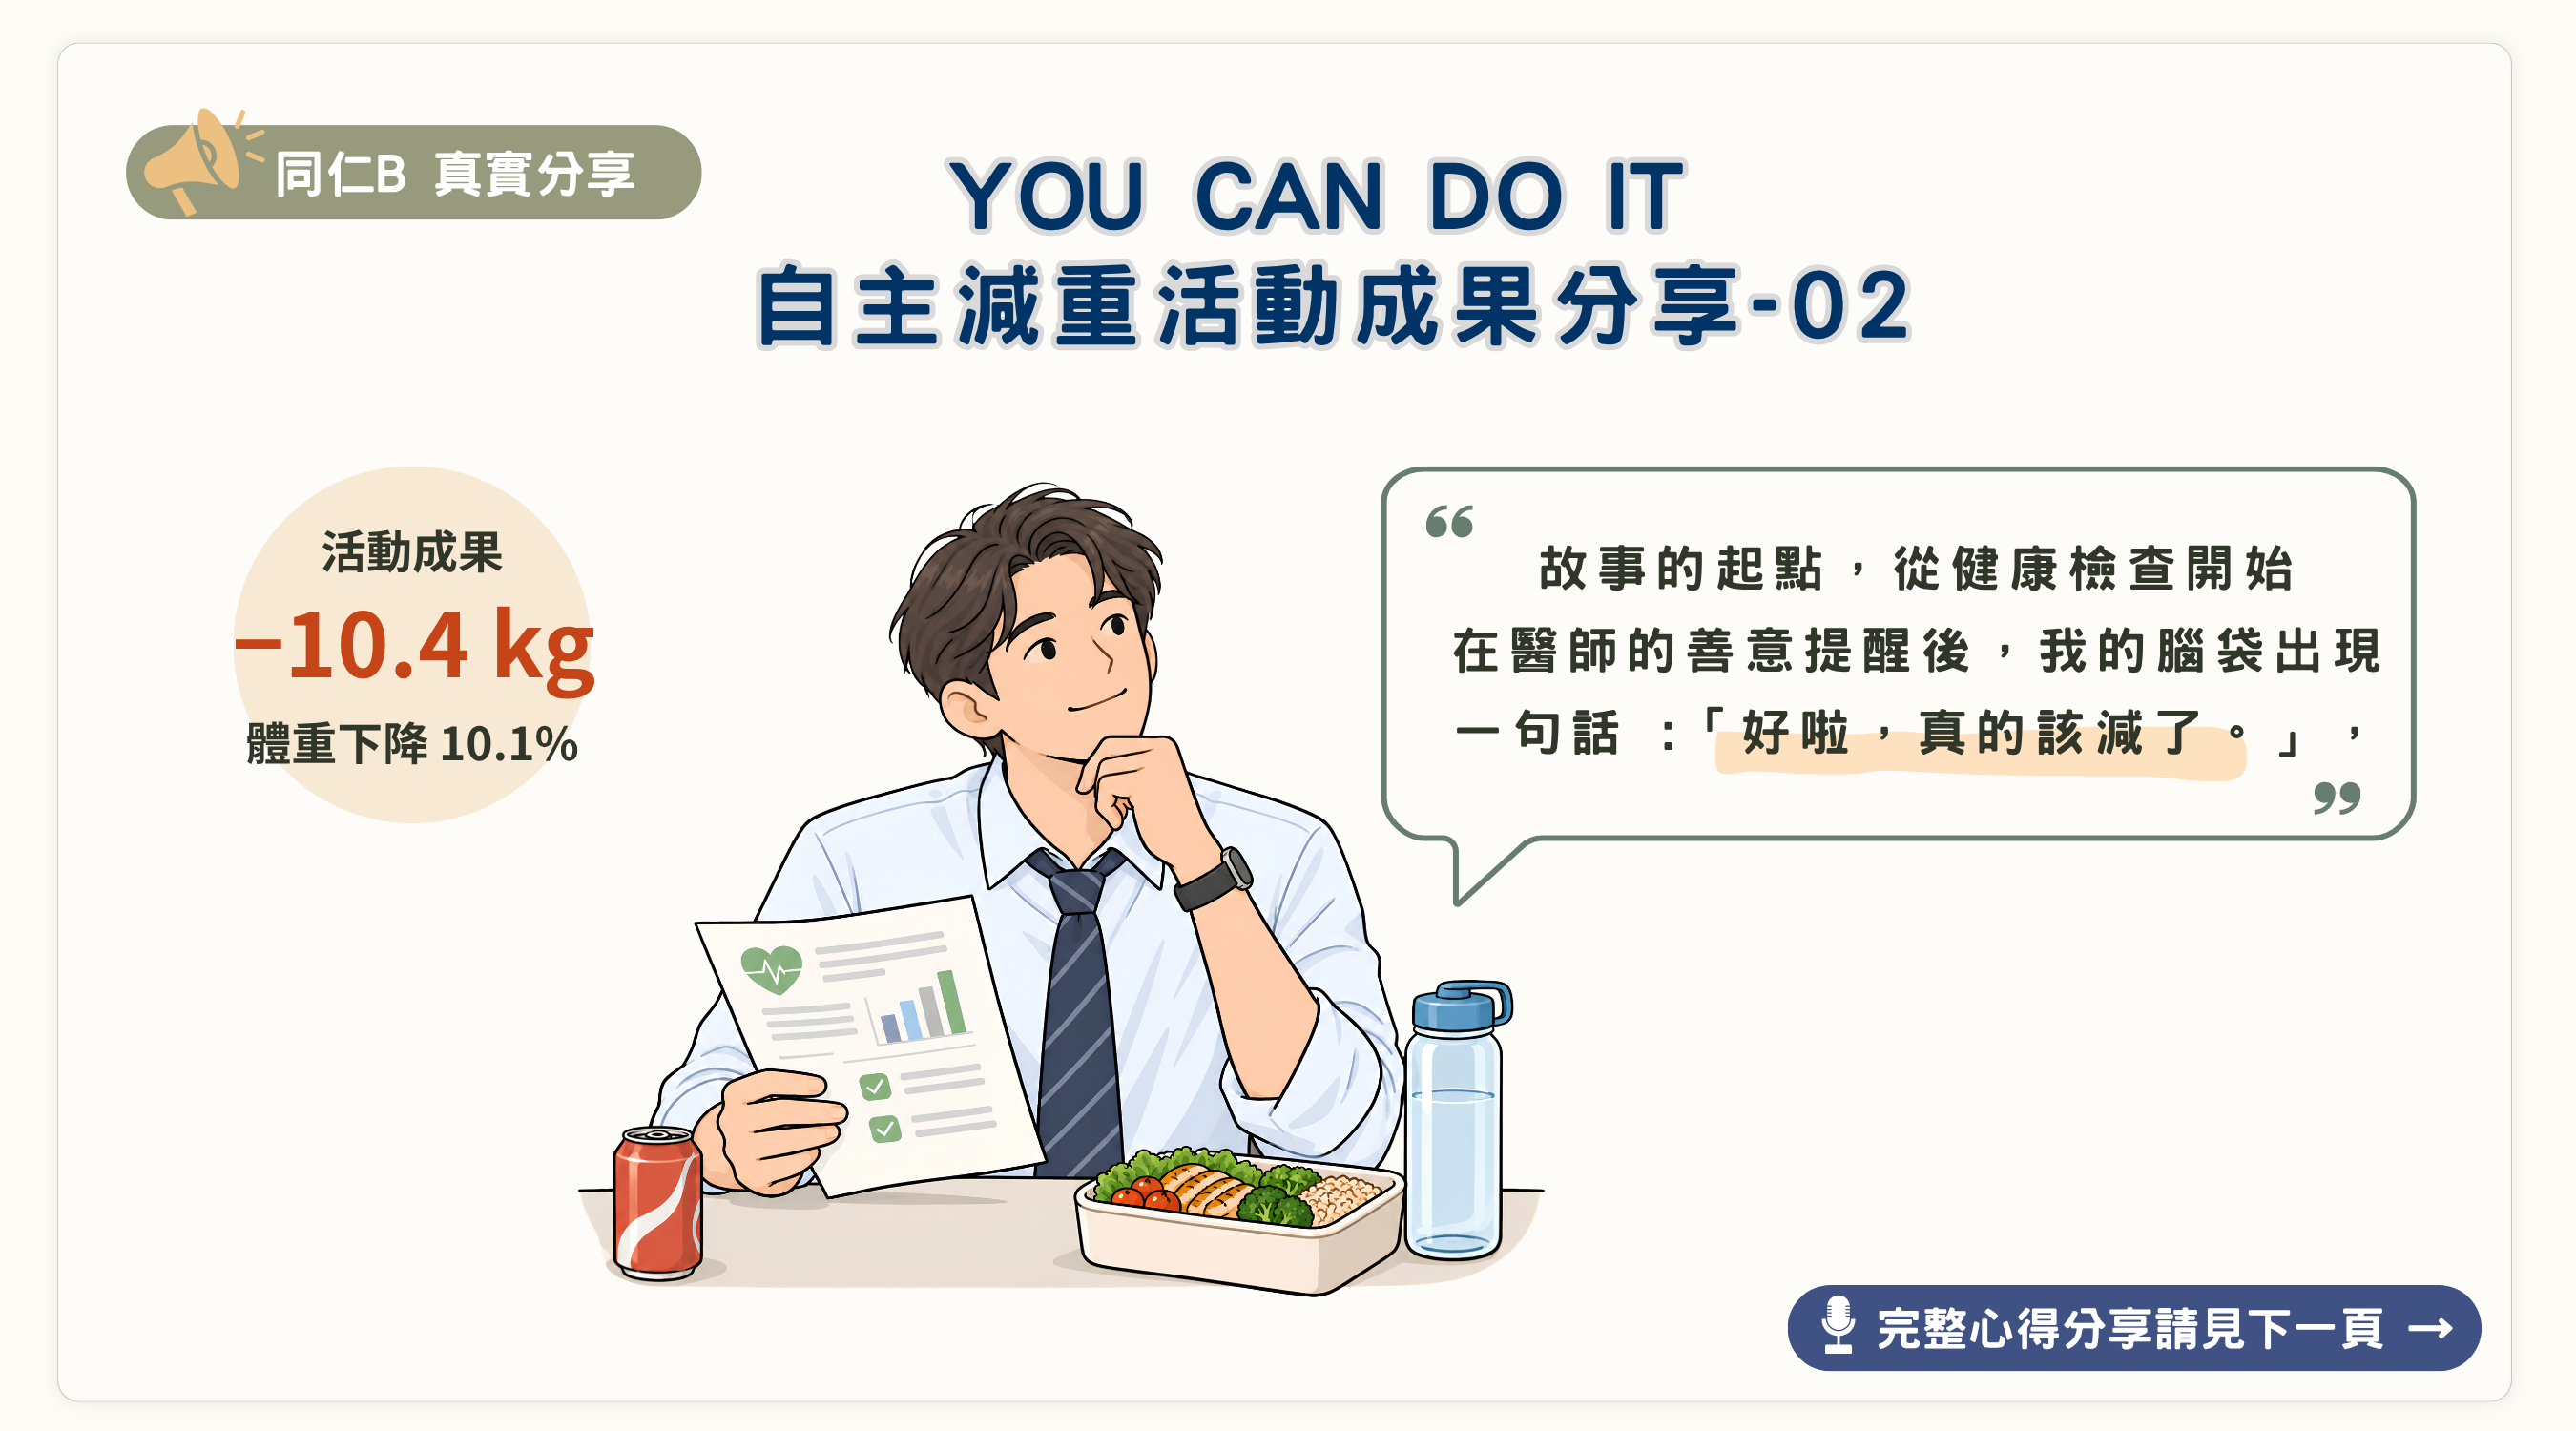 同仁B 真實分享
YOU CAN DO IT
自主減重活動成果分享-02
活動成果
−10.4 kg
體重下降 10.1%
“
故事的起點，從健康檢查開始
在醫師的善意提醒後，我的腦袋出現
一句話：「好啦，真的該減了。」，
”
完整心得分享請見下一頁 →